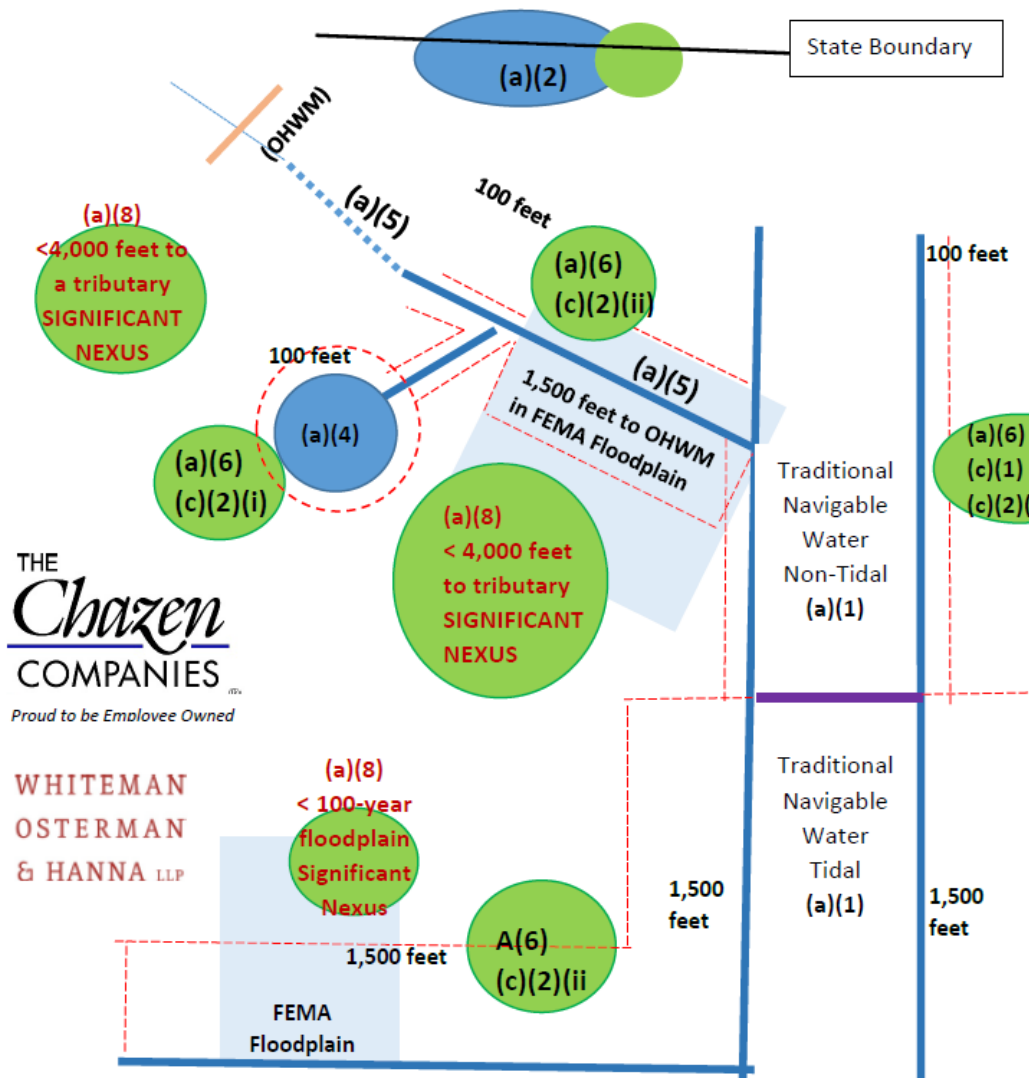 State Boundary
(a)(2)
(OHWM)
(a)(5)
100 feet
(a)(8)
<4,000 feet to
a tributary
SIGNIFICANT
NEXUS
(a)(6)
(c)(2)(ii)
100 feet
100 feet
(a)(4)
(a)(5)
1,500 feet to OHWM
in FEMA Floodplain
(a)(6)
(c)(2)(i)
(a)(6)
(c)(1)
(c)(2)(
Traditional
Navigable
Water
Non-Tidal
(a)(1)
(a)(8)
< 4,000 feet
to tributary
SIGNIFICANT
NEXUS
THE
Chazen
COMPANIES
Proud to be Employee Owned
WHITEMAN
OSTERMAN
& HANNA LLP
(a)(8)
< 100-year
floodplain
Significant
Nexus
Traditional
Navigable
Water
Tidal
(a)(1)
1,500
feet
1,500
feet
A(6)
(c)(2)(ii
1,500 feet
FEMA
Floodplain